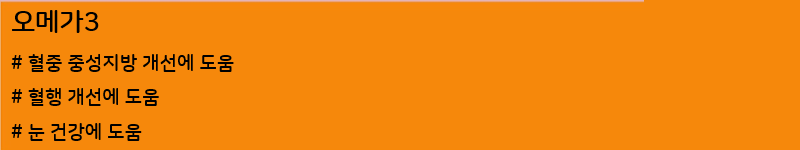 오메가3
# 혈중 중성지방 개선에 도움
# 혈행 개선에 도움
# 눈 건강에 도움